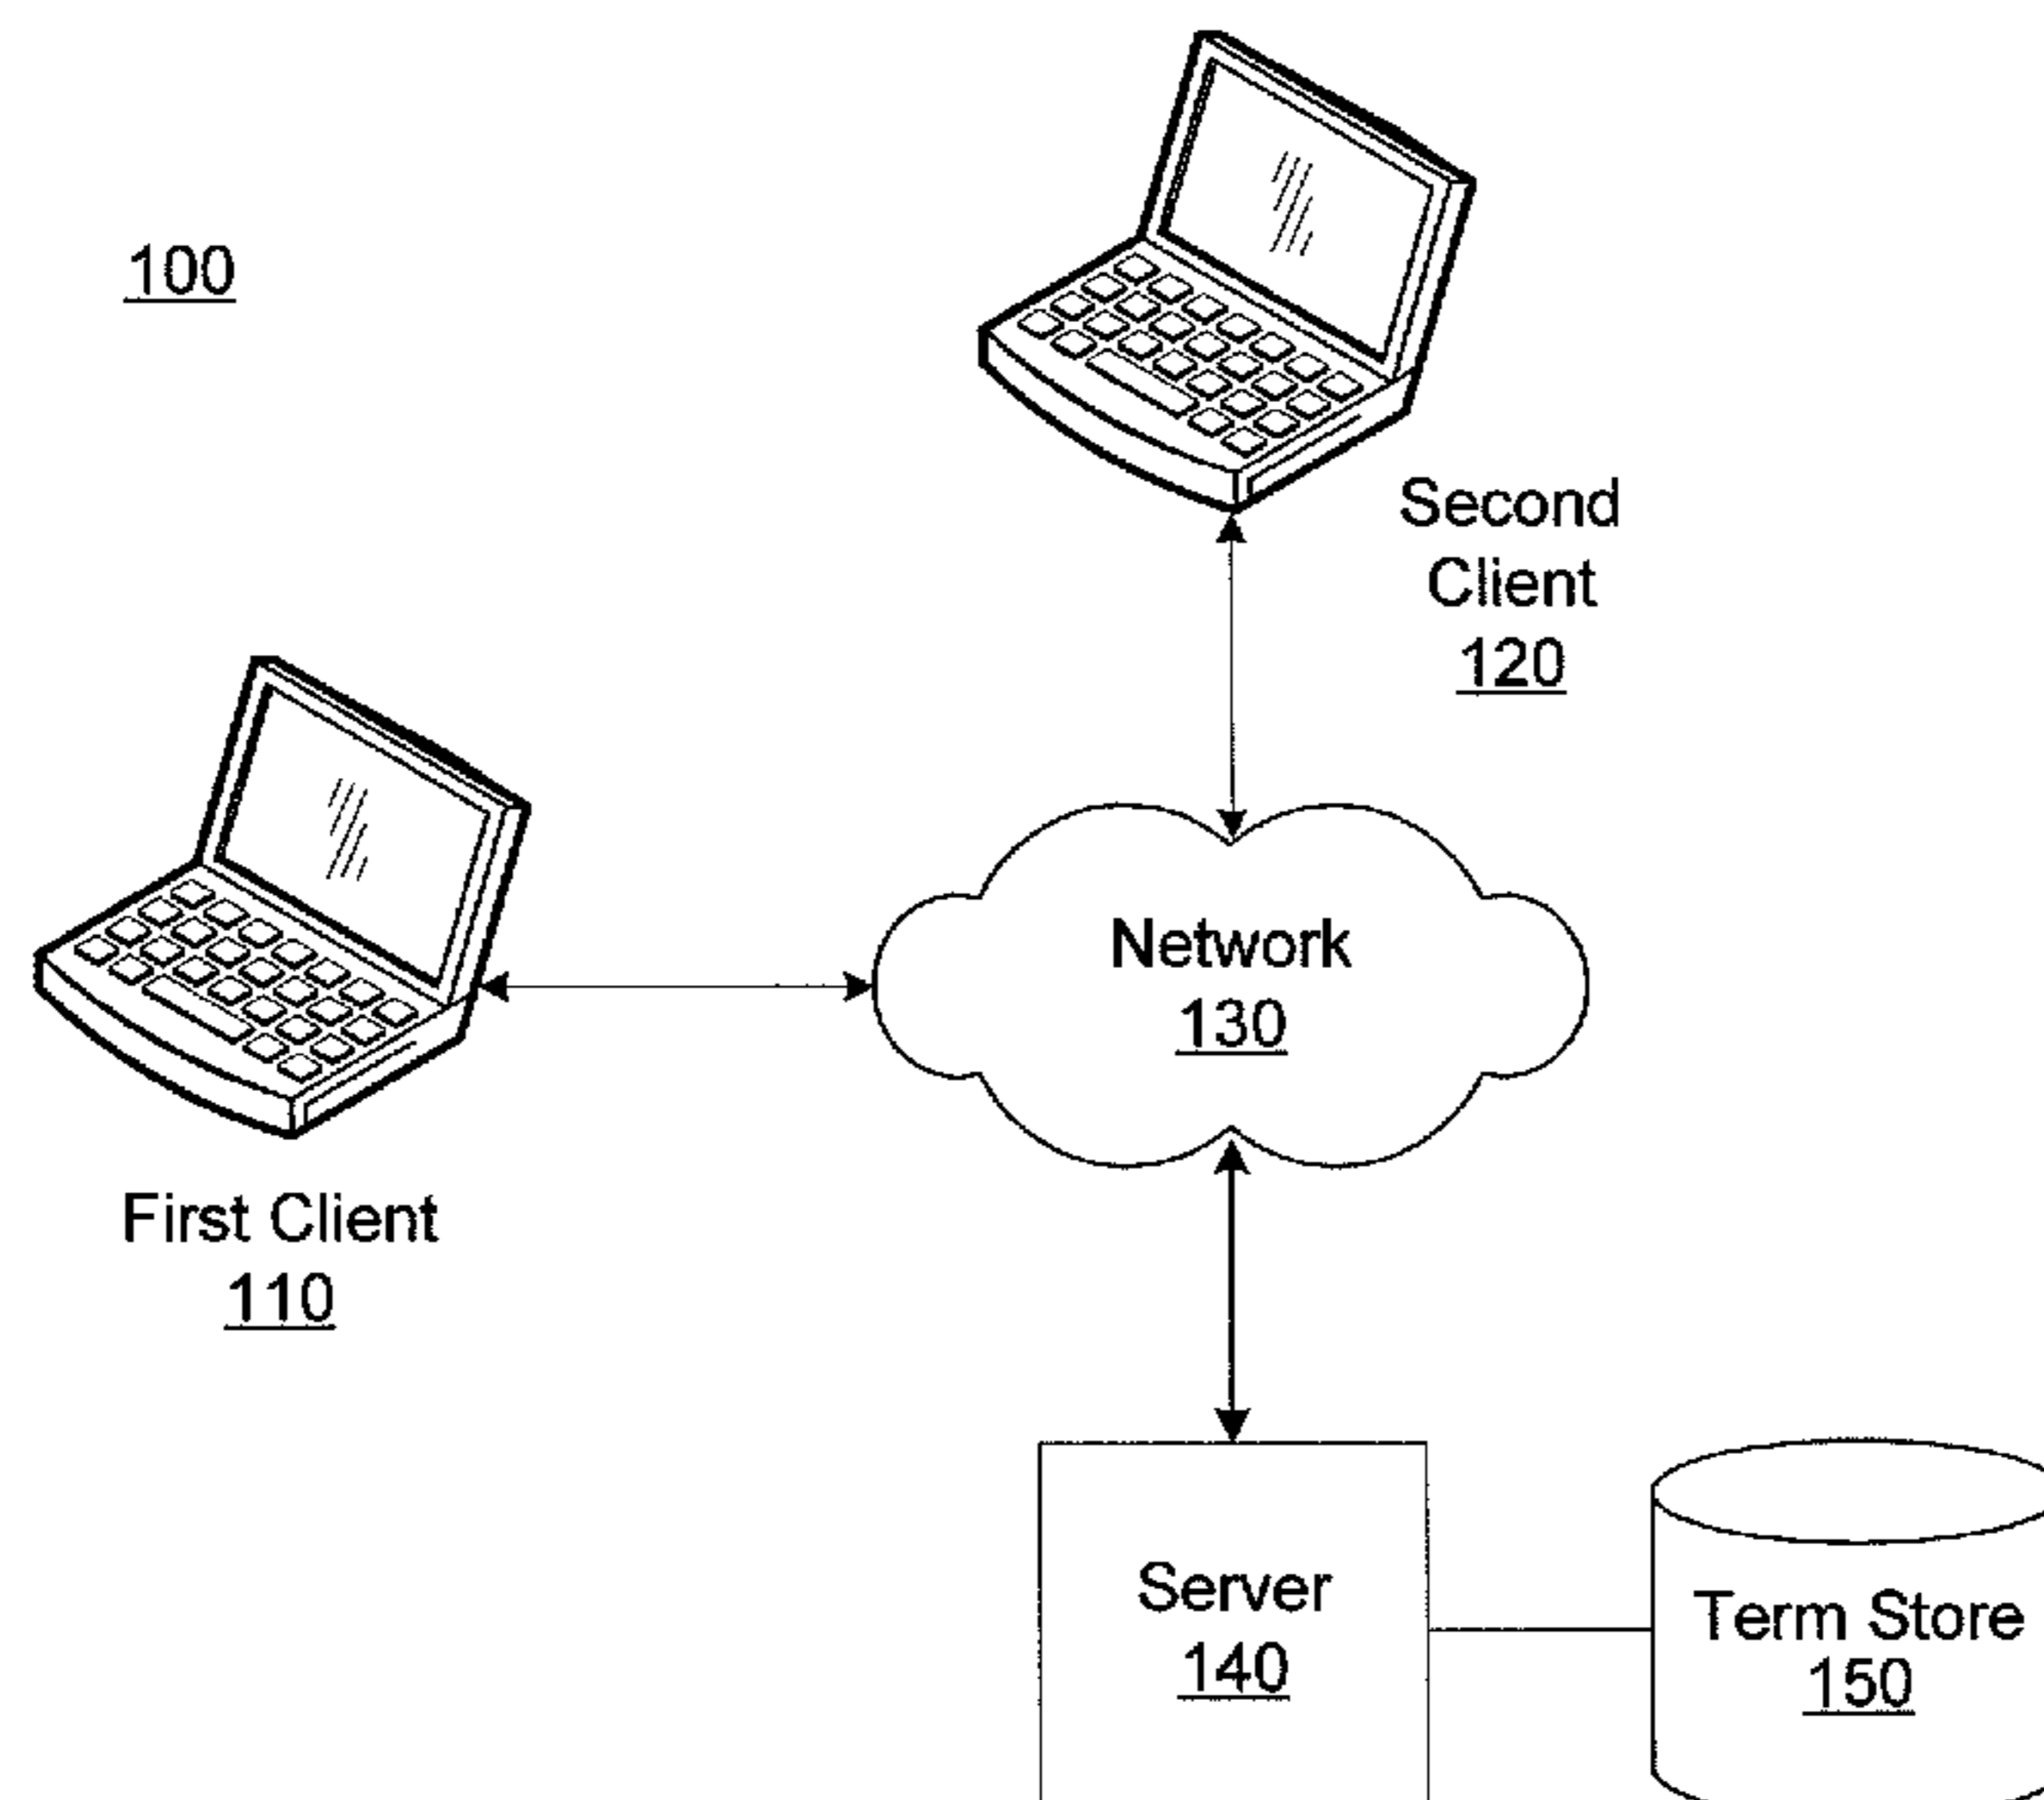 100
Second
Client
120
Network
130
First Client
110
Server
140
Term Store
150